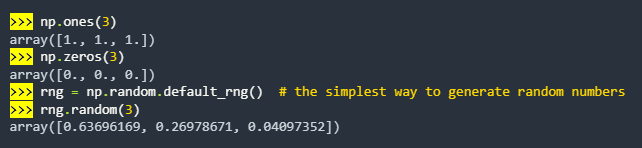 >>> np.ones(3)
array([1., 1., 1.])
>>> np.zeros(3)
array([0., 0., 0.])
>>> rng = np.random.default_rng()  # the simplest way to generate random numbers
>>> rng.random(3)
array([0.63696169, 0.26978671, 0.04097352])